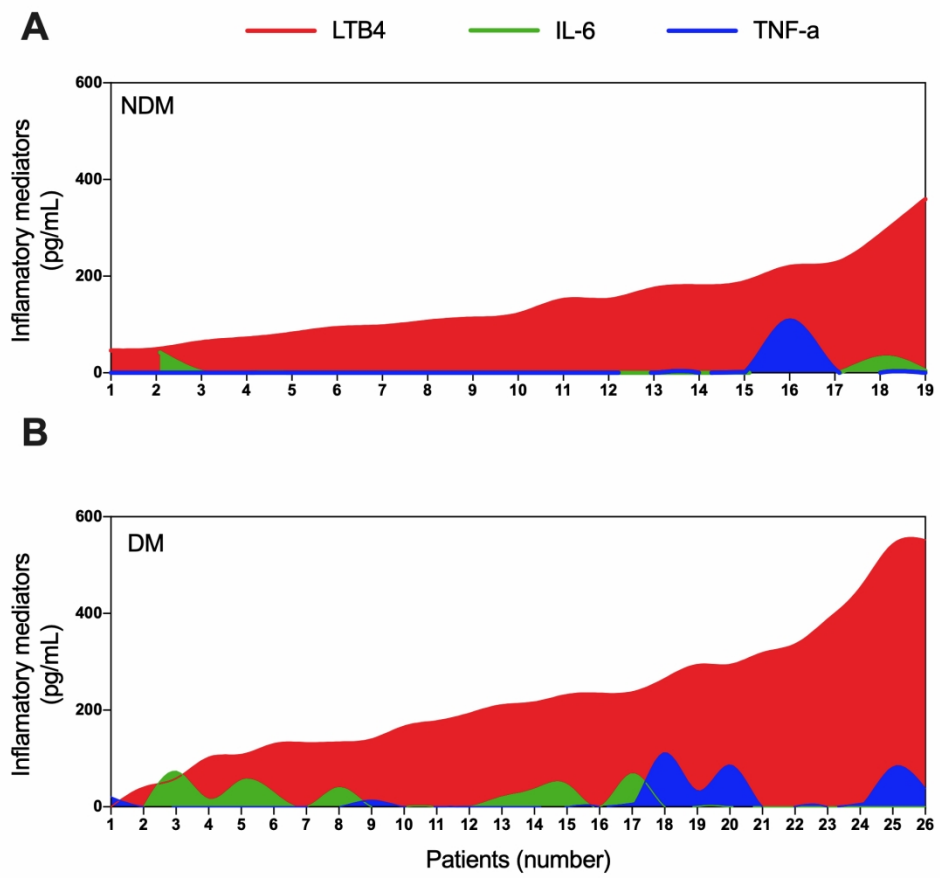 A
LTB4 IL-6 TNF-a
600
NDM
400
200
0
1 2 3 4 5 6 7 8 9 10 11 12 13 14 15 16 17 18 19
Inflamatory mediators
(pg/mL)
B
600
DM
400
200
0
1 2 3 4 5 6 7 8 9 10 11 12 13 14 15 16 17 18 19 20 21 22 23 24 25 26
Inflamatory mediators
(pg/mL)
Patients (number)